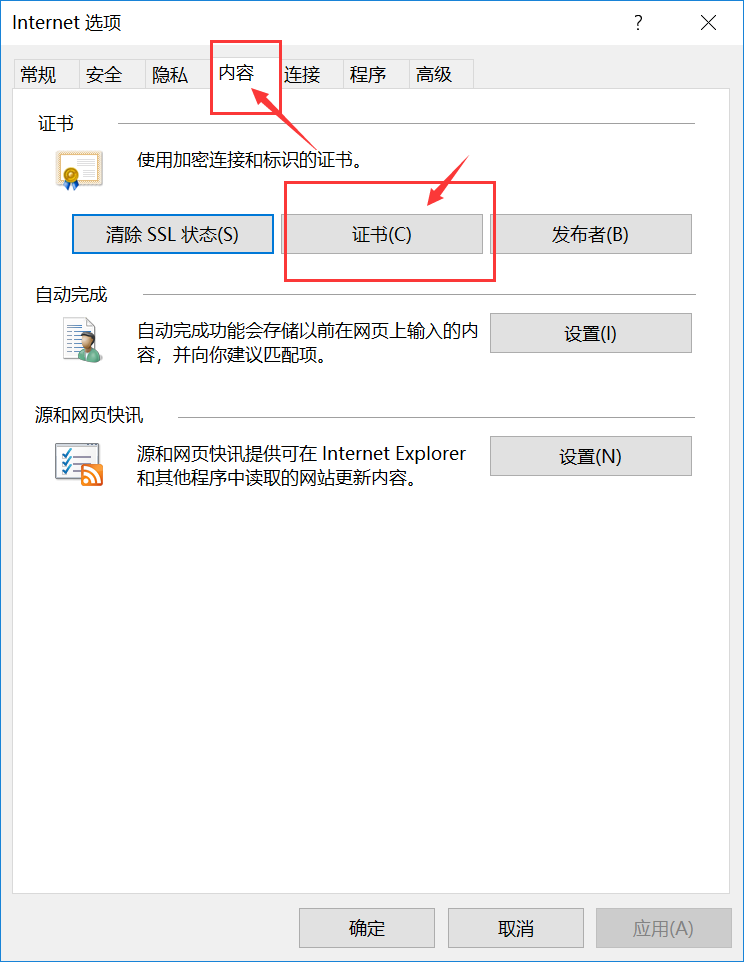 Internet 选项
?
常规
安全
隐私
内容
连接
程序
高级
证书
使用加密连接和标识的证书。
清除 SSL 状态(S)
证书(C)
发布者(B)
自动完成
自动完成功能会存储以前在网页上输入的内
容，并向你建议匹配项。
设置(I)
源和网页快讯
源和网页快讯提供可在 Internet Explorer
和其他程序中读取的网站更新内容。
设置(N)
确定
取消
应用(A)